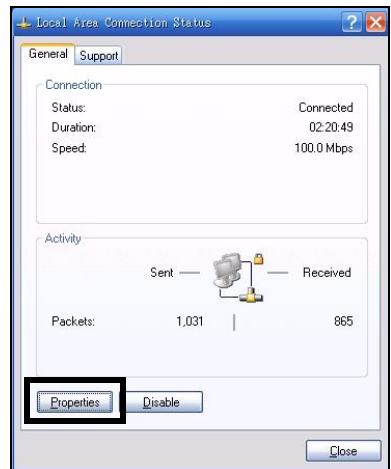 Local Area Connection Status
General Support
Connection
Status: Connected
Duration: 02:20:49
Speed: 100.0 Mbps
Activity
Sent Received
Packets: 1,031 865
Properties Disable
Close